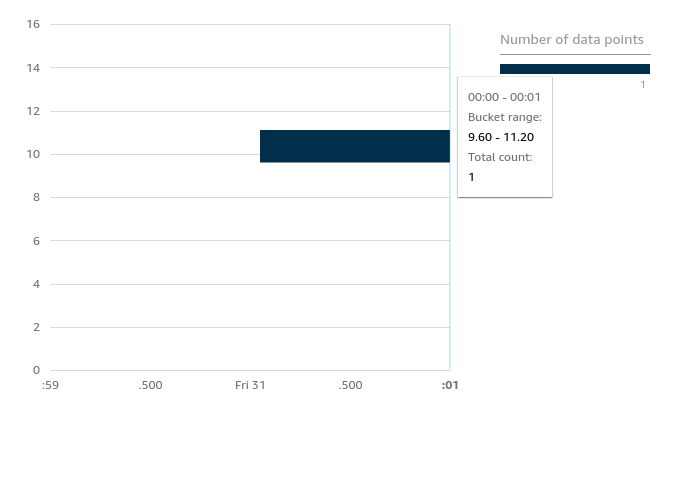 16
14
12
10
8
6
4
2
0
:59 .500 Fri 31 .500 :01
Number of data points
1
00:00 - 00:01
Bucket range:
9.60 - 11.20
Total count:
1